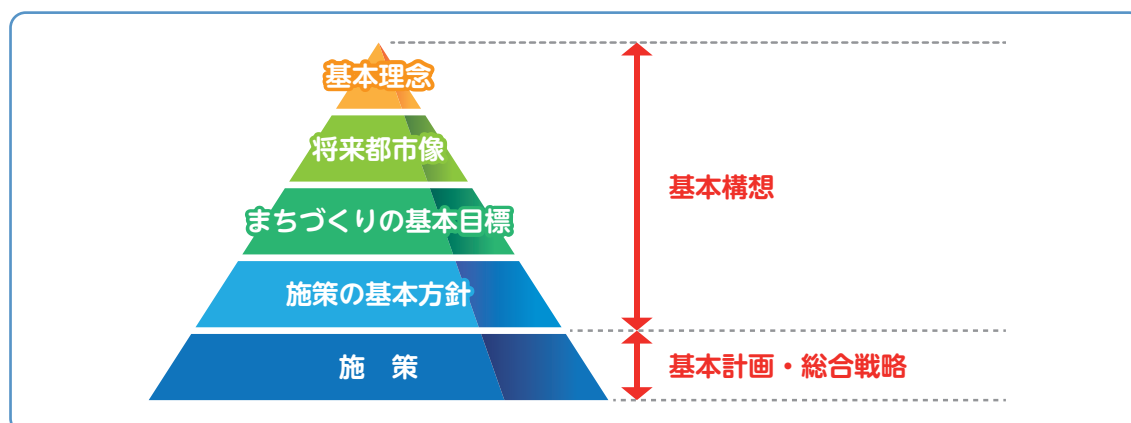 基本理念
将来都市像
まちづくりの基本目標
基本構想
施策の基本方針
施　策
基本計画・総合戦略